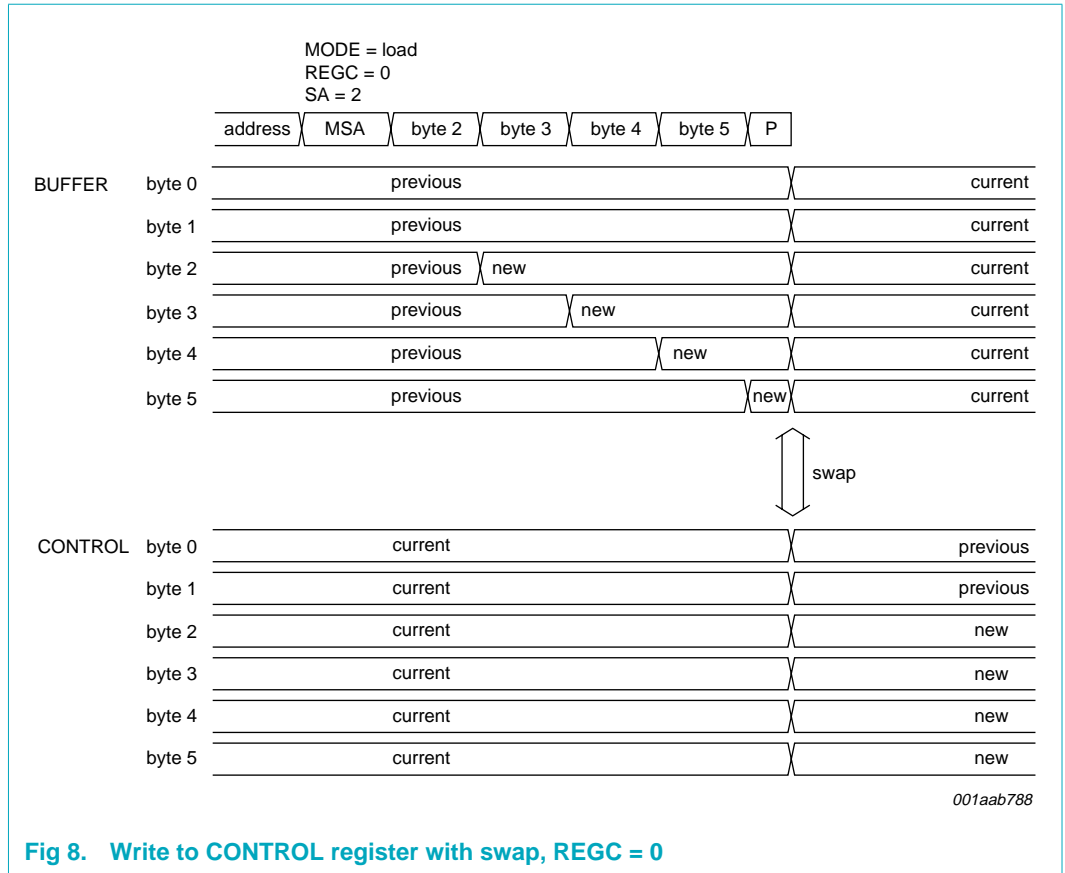 MODE = load
REGC = 0
SA = 2
address MSA byte 2 byte 3 byte 4 byte 5 P
BUFFER byte 0 previous current
byte 1 previous current
byte 2 previous new current
byte 3 previous new current
byte 4 previous new current
byte 5 previous new current
swap
CONTROL byte 0 current previous
byte 1 current previous
byte 2 current new
byte 3 current new
byte 4 current new
byte 5 current new
001aab788
Fig 8. Write to CONTROL register with swap, REGC = 0